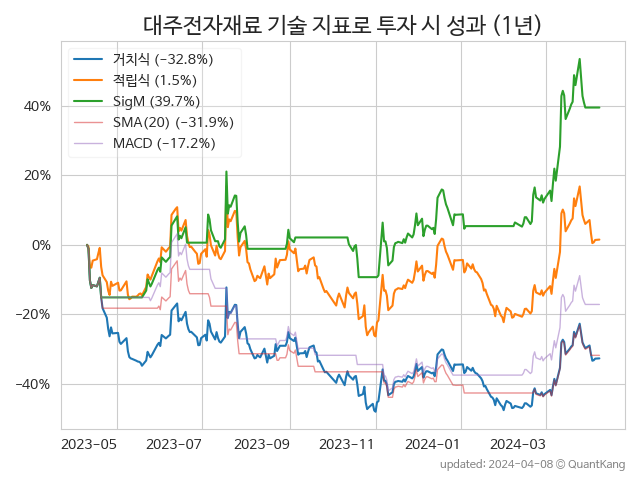 대주전자재료 기술 지표로 투자 시 성과 (1년)
거치식 (−32.8%)
적립식 (1.5%)
SigM (39.7%)
SMA(20) (−31.9%)
MACD (−17.2%)
40%
20%
0%
−20%
−40%
2023-05 2023-07 2023-09 2023-11 2024-01 2024-03
updated: 2024-04-08 © QuantKang